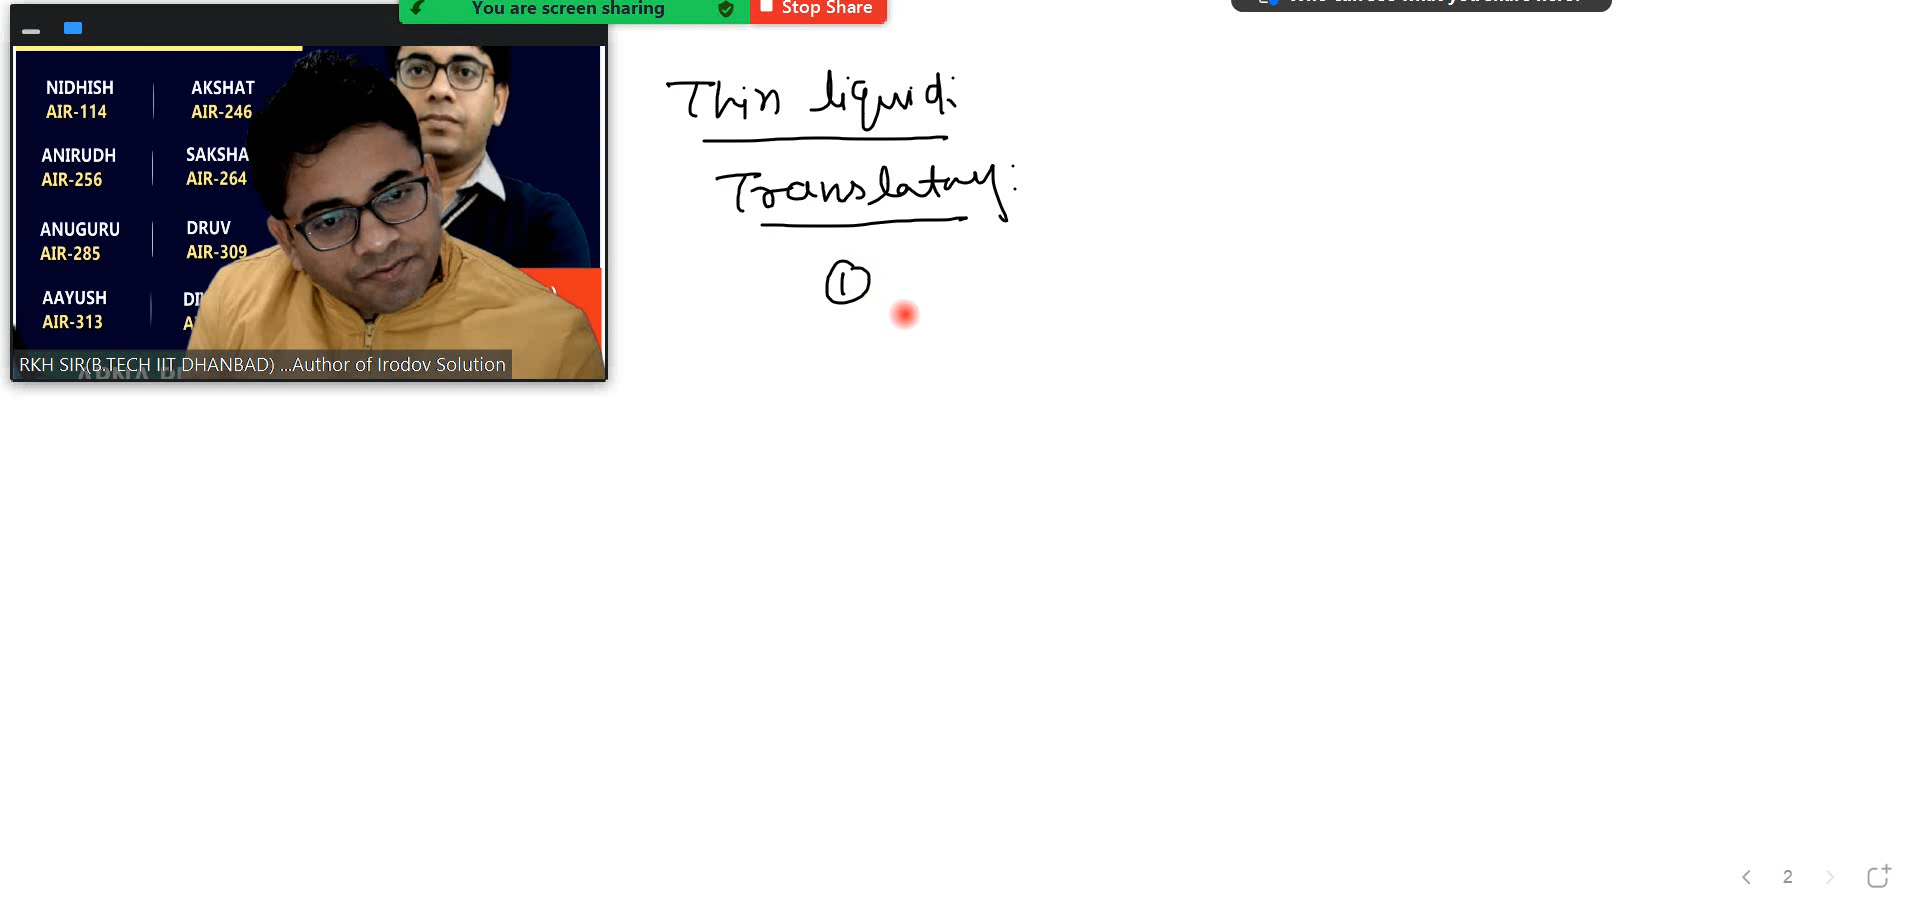 You are screen sharing
Stop Share
NIDHISH
AIR-114
AKSHAT
AIR-246
ANIRUDH
AIR-256
SAKSHA
AIR-264
ANUGURU
AIR-285
DRUV
AIR-309
AAYUSH
AIR-313
RKH SIR(B.TECH IIT DHANBAD) ...Author of Irodov Solution
Thin liquid:
Translatory:
1
2